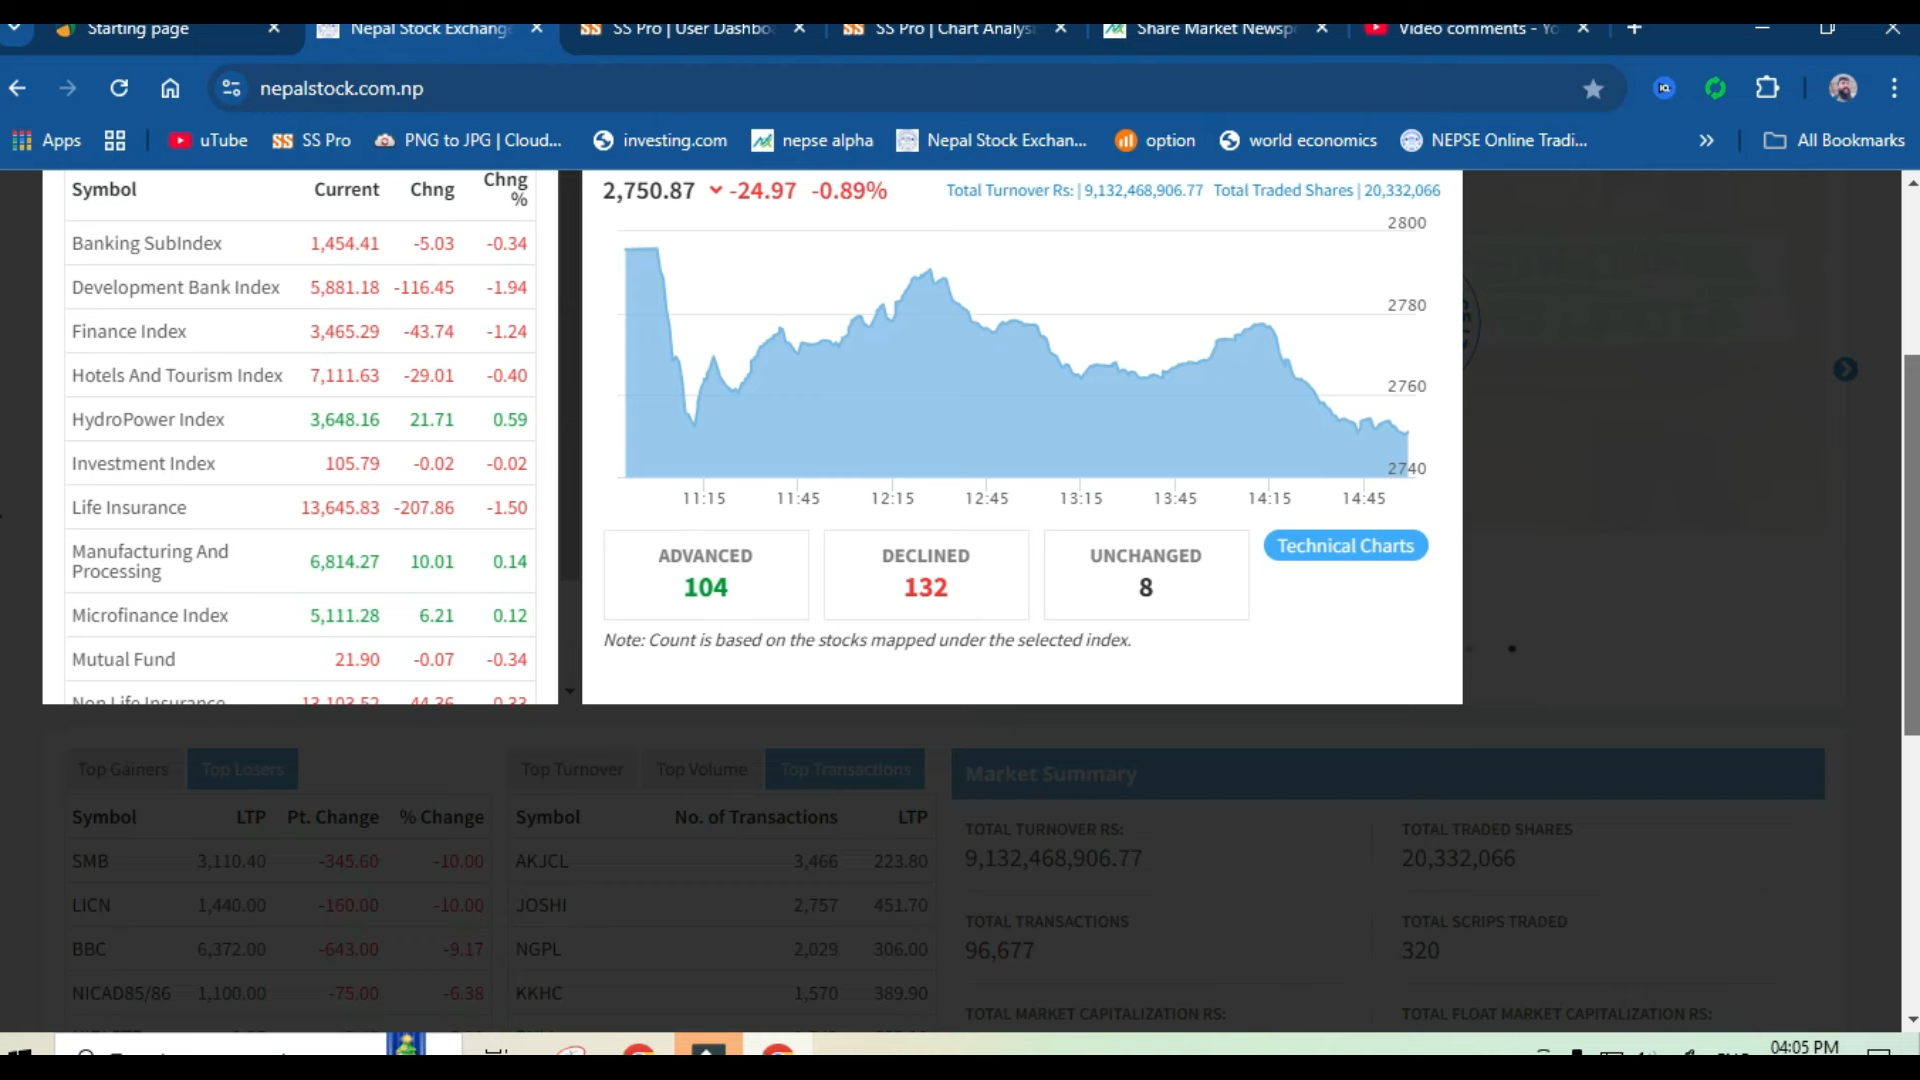 Starting page
Nepal Stock Exchang
SS Pro | User Dashbo
SS Pro | Chart Analys
Share Market Newsp
Video comments - Yo
nepalstock.com.np
Apps
uTube
SS SS Pro
PNG to JPG | Cloud...
investing.com
nepse alpha
Nepal Stock Exchan...
option
world economics
NEPSE Online Tradi...
All Bookmarks
Symbol Current Chng Chng %
Banking SubIndex 1,454.41 -5.03 -0.34
Development Bank Index 5,881.18 -116.45 -1.94
Finance Index 3,465.29 -43.74 -1.24
Hotels And Tourism Index 7,111.63 -29.01 -0.40
HydroPower Index 3,648.16 21.71 0.59
Investment Index 105.79 -0.02 -0.02
Life Insurance 13,645.83 -207.86 -1.50
Manufacturing And
Processing 6,814.27 10.01 0.14
Microfinance Index 5,111.28 6.21 0.12
Mutual Fund 21.90 -0.07 -0.34
Non Life Insurance 13,103.52 44.36 0.33
2,750.87 -24.97 -0.89%
Total Turnover Rs: | 9,132,468,906.77 Total Traded Shares | 20,332,066
2800
2780
2760
2740
11:15 11:45 12:15 12:45 13:15 13:45 14:15 14:45
ADVANCED
104
DECLINED
132
UNCHANGED
8
Technical Charts
Note: Count is based on the stocks mapped under the selected index.
Top Gainers Top Losers
Symbol LTP Pt. Change % Change
SMB 3,110.40 -345.60 -10.00
LICN 1,440.00 -160.00 -10.00
BBC 6,372.00 -643.00 -9.17
NICAD85/86 1,100.00 -75.00 -6.38
Top Turnover Top Volume Top Transactions
Symbol No. of Transactions LTP
AKJCL 3,466 223.80
JOSHI 2,757 451.70
NGPL 2,029 306.00
KKHC 1,570 389.90
Market Summary
TOTAL TURNOVER RS:
9,132,468,906.77
TOTAL TRADED SHARES
20,332,066
TOTAL TRANSACTIONS
96,677
TOTAL SCRIPS TRADED
320
TOTAL MARKET CAPITALIZATION RS:
TOTAL FLOAT MARKET CAPITALIZATION RS:
04:05 PM